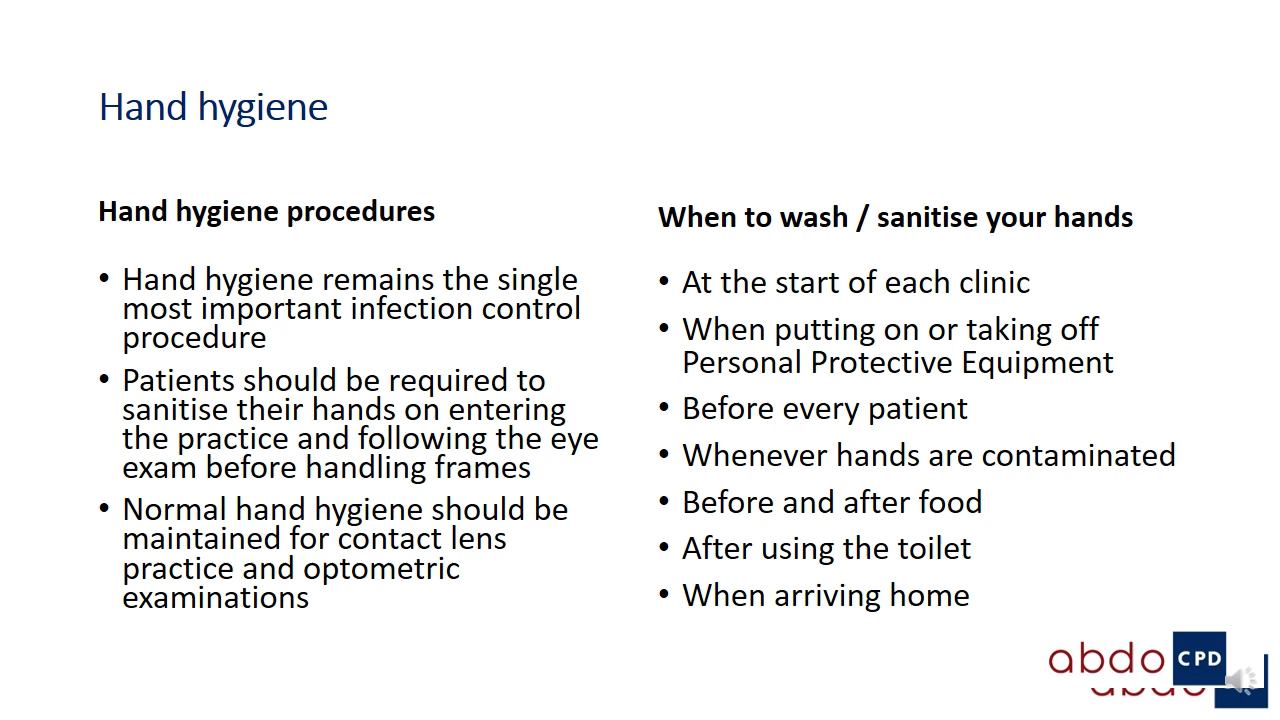 Hand hygiene
Hand hygiene procedures
• Hand hygiene remains the single
most important infection control
procedure
• Patients should be required to
sanitise their hands on entering
the practice and following the eye
exam before handling frames
• Normal hand hygiene should be
maintained for contact lens
practice and optometric
examinations
When to wash / sanitise your hands
• At the start of each clinic
• When putting on or taking off
Personal Protective Equipment
• Before every patient
• Whenever hands are contaminated
• Before and after food
• After using the toilet
• When arriving home
abdo CPD
abdo